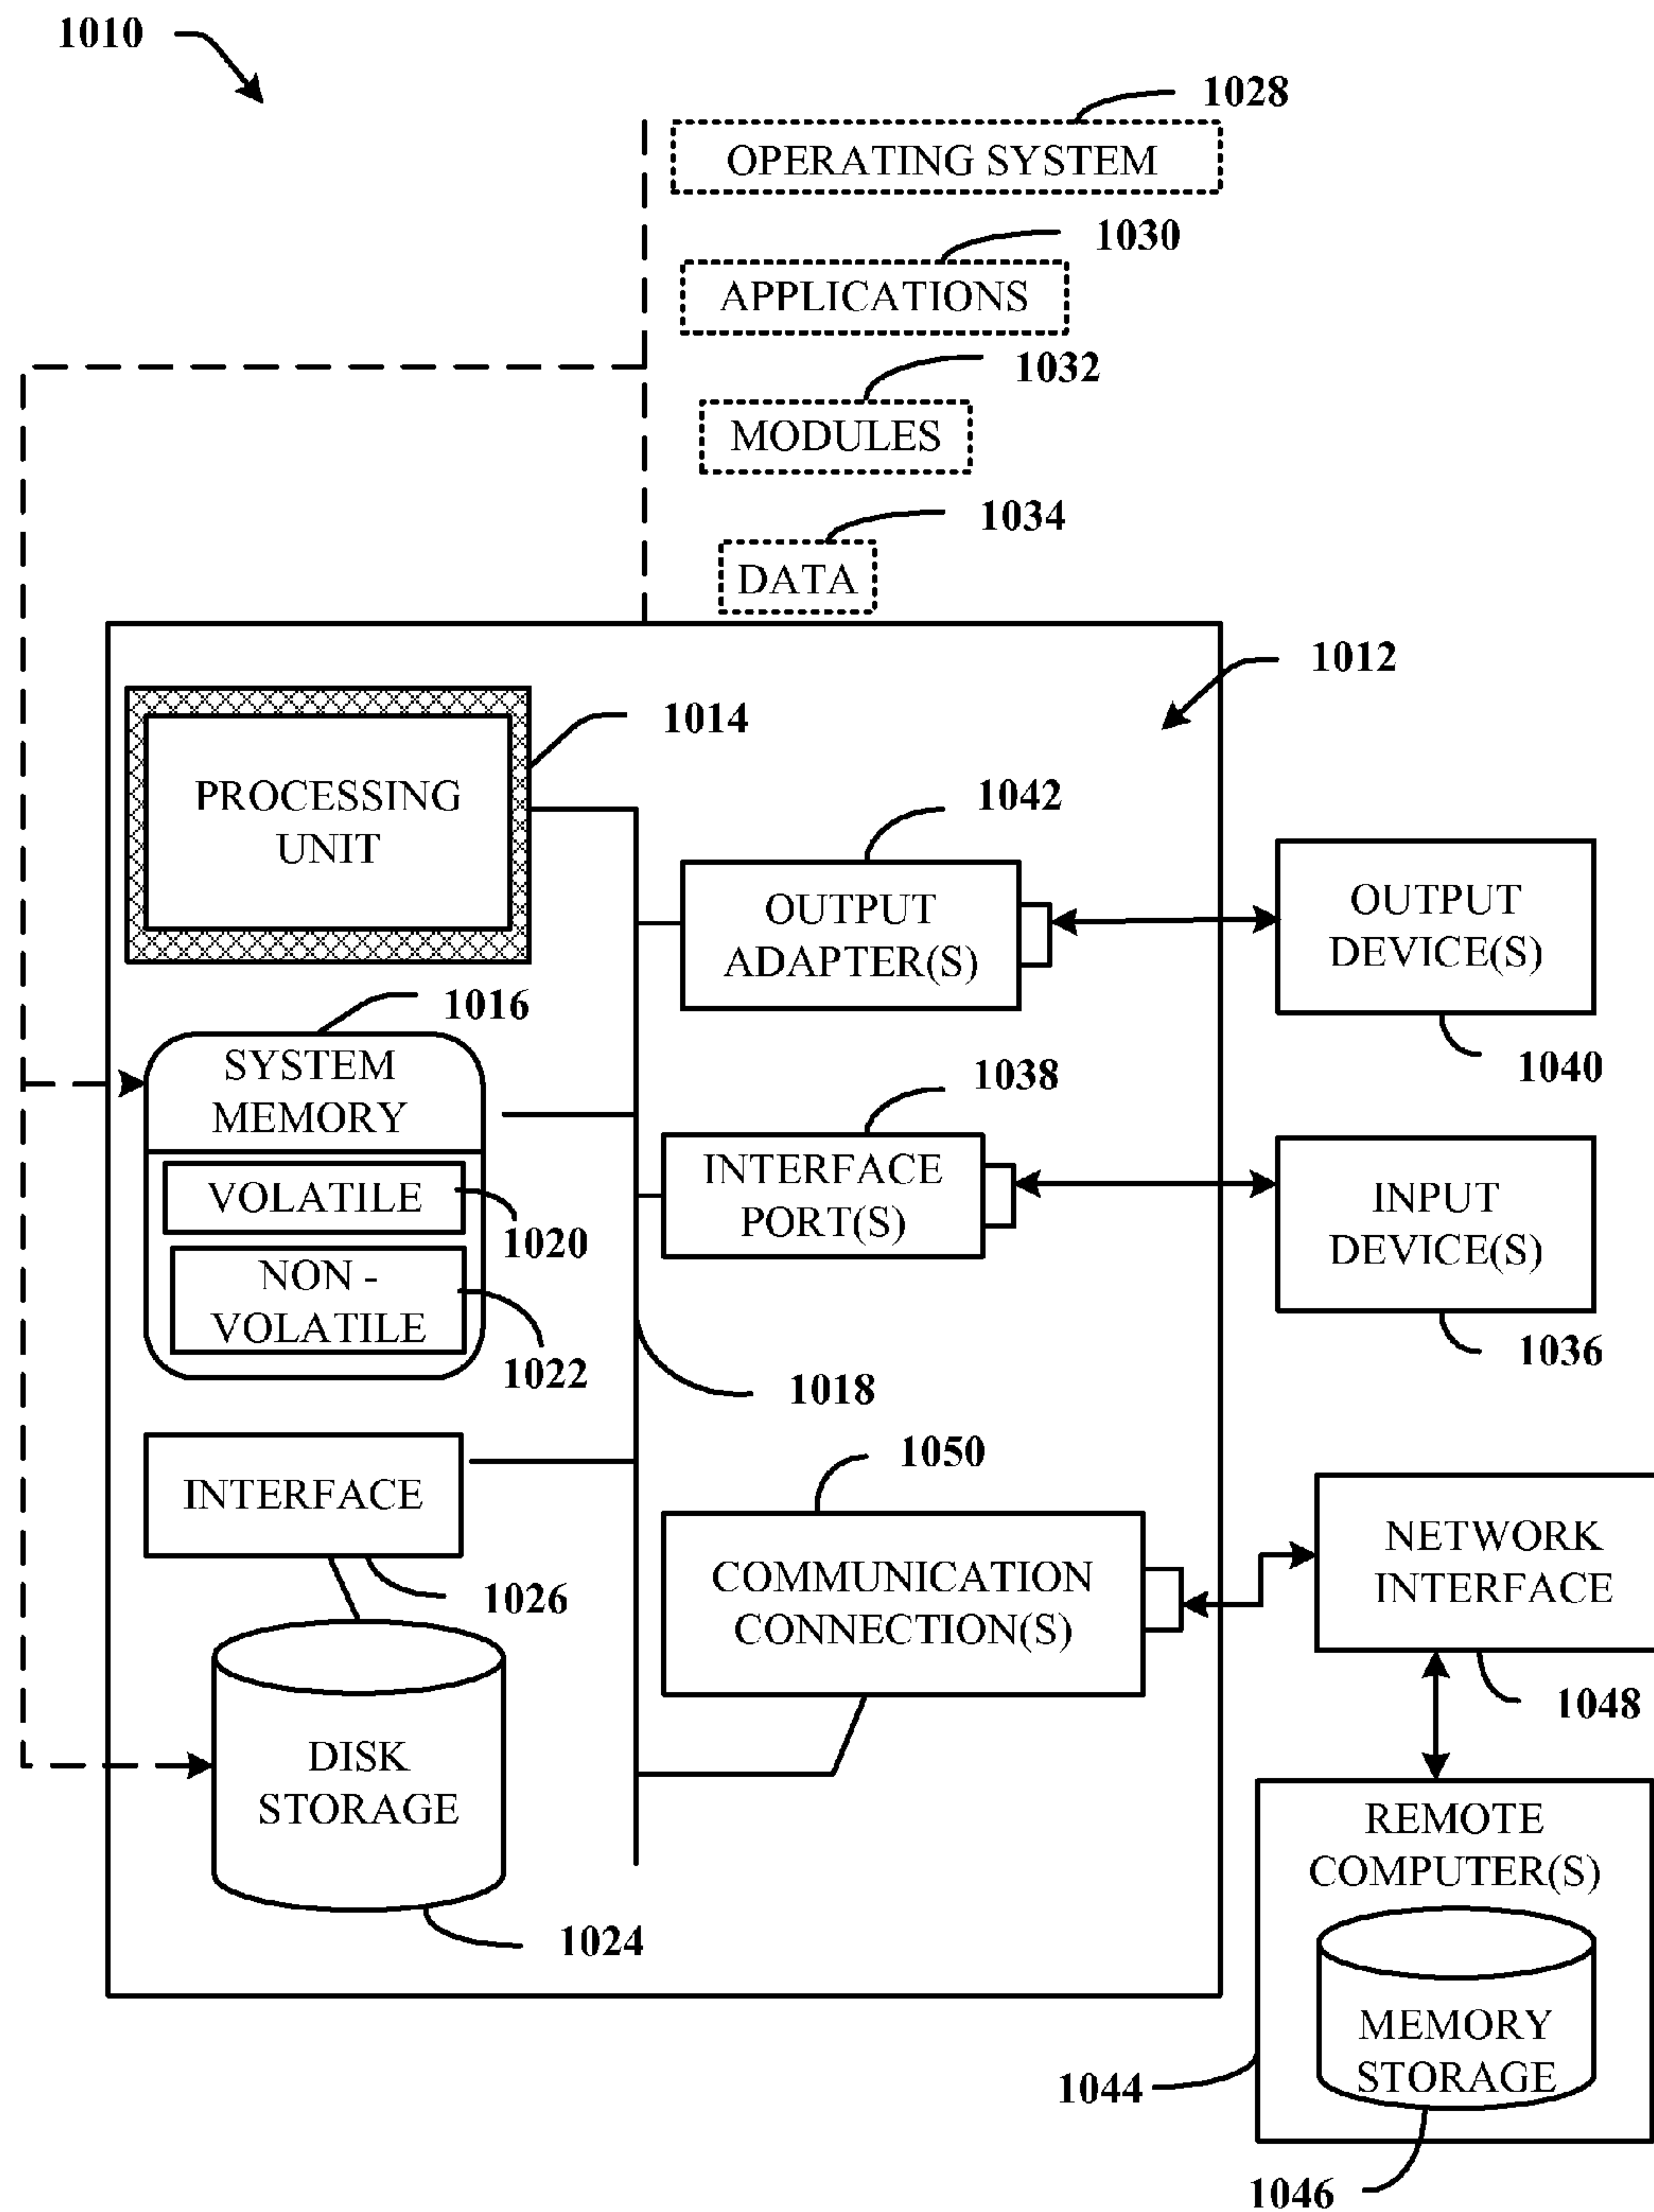 1010
1028
OPERATING SYSTEM
1030
APPLICATIONS
1032
MODULES
1034
DATA
1012
1014
PROCESSING
UNIT
1042
OUTPUT
ADAPTER(S)
OUTPUT
DEVICE(S)
1040
1016
SYSTEM
MEMORY
VOLATILE
1020
NON -
VOLATILE
1022
1038
INTERFACE
PORT(S)
INPUT
DEVICE(S)
1036
1018
INTERFACE
1026
1050
COMMUNICATION
CONNECTION(S)
NETWORK
INTERFACE
1048
DISK
STORAGE
1024
REMOTE
COMPUTER(S)
MEMORY
STORAGE
1044
1046